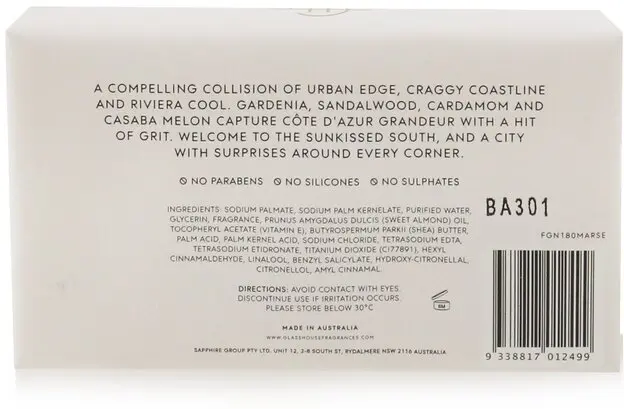 A COMPELLING COLLISION OF URBAN EDGE, CRAGGY COASTLINE
AND RIVIERA COOL. GARDENIA, SANDALWOOD, CARDAMOM AND
CASABA MELON CAPTURE CÔTE D'AZUR GRANDEUR WITH A HIT
OF GRIT. WELCOME TO THE SUNKISSED SOUTH, AND A CITY
WITH SURPRISES AROUND EVERY CORNER.
NO PARABENS NO SILICONES NO SULPHATES
INGREDIENTS: SODIUM PALMATE, SODIUM PALM KERNELATE, PURIFIED WATER,
GLYCERIN, FRAGRANCE, PRUNUS AMYGDALUS DULCIS (SWEET ALMOND) OIL,
TOCOPHERYL ACETATE (VITAMIN E), BUTYROSPERMUM PARKII (SHEA) BUTTER,
PALM ACID, PALM KERNEL ACID, SODIUM CHLORIDE, TETRASODIUM EDTA,
TETRASODIUM ETIDRONATE, TITANIUM DIOXIDE (CI77891), HEXYL
CINNAMALDEHYDE, LINALOOL, BENZYL SALICYLATE, HYDROXY-CITRONELLAL,
CITRONELLOL, AMYL CINNAMAL.
BA301
FGN180MARSE
DIRECTIONS: AVOID CONTACT WITH EYES.
DISCONTINUE USE IF IRRITATION OCCURS.
PLEASE STORE BELOW 30°C
MADE IN AUSTRALIA
WWW.GLASSHOUSEFRAGRANCES.COM
SAPPHIRE GROUP PTY LTD. UNIT 12, 2-8 SOUTH ST, RYDALMERE NSW 2116 AUSTRALIA
9 338817 012499